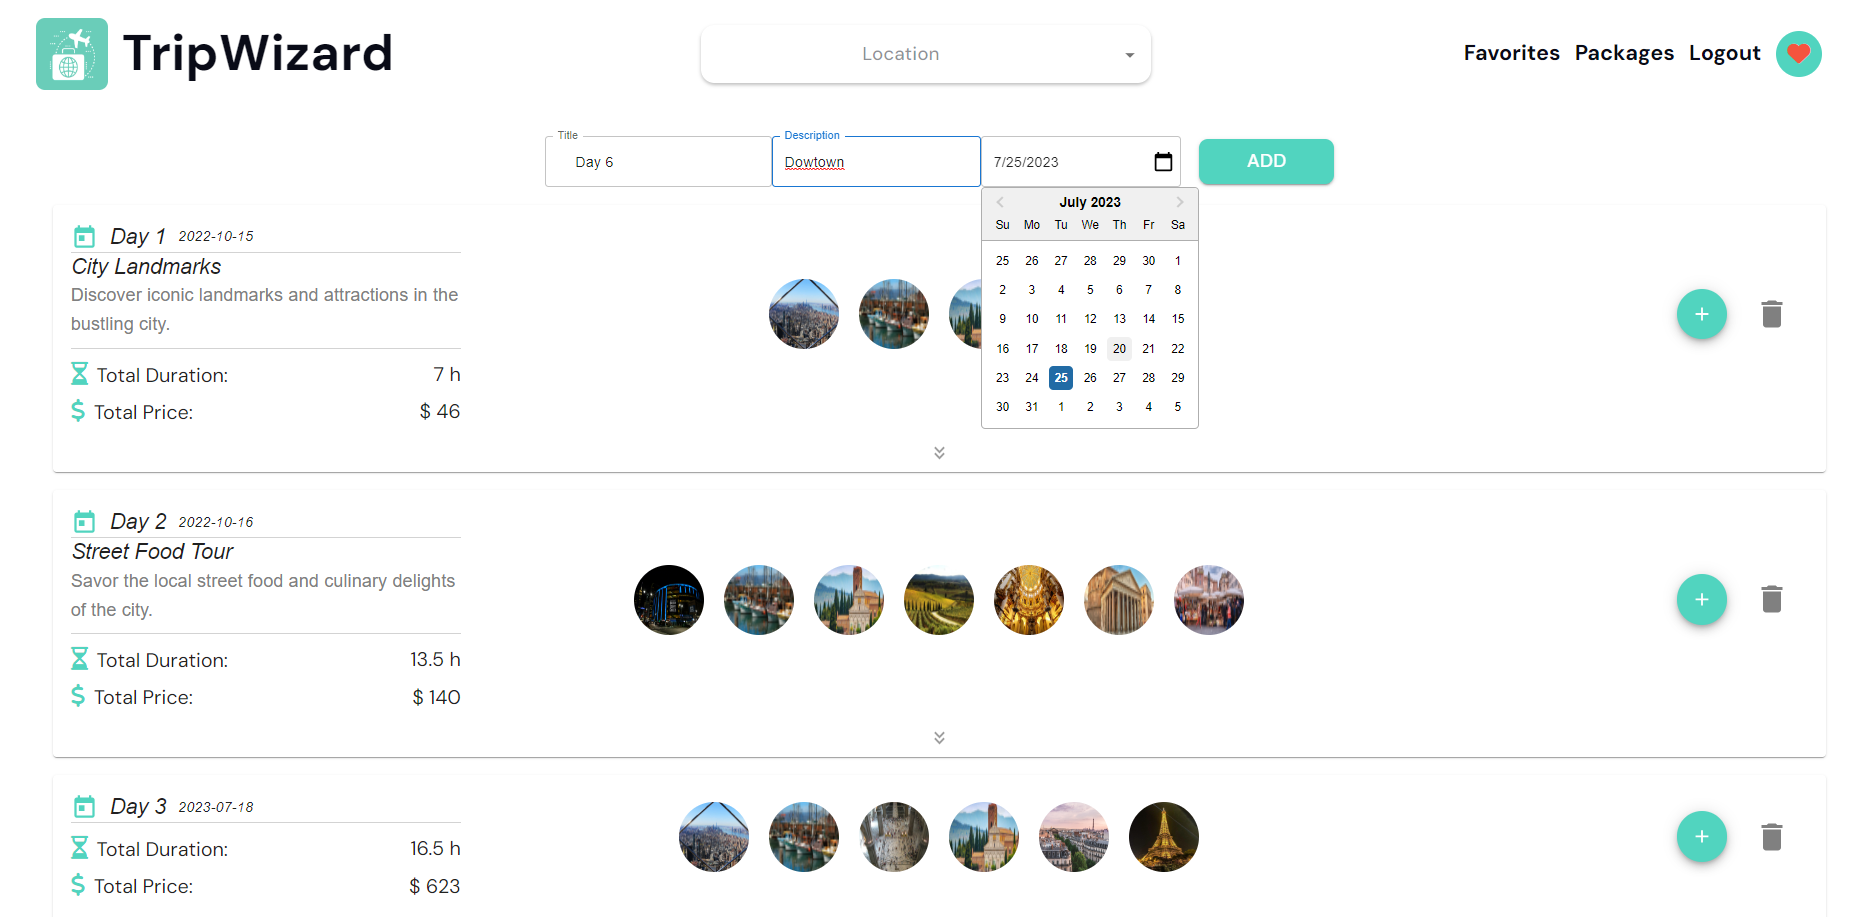 TripWizard
Location
Favorites Packages Logout
Title
Day 6
Description
Dowtown
7/25/2023
ADD
July 2023
Su Mo Tu We Th Fr Sa
25 26 27 28 29 30 1
2 3 4 5 6 7 8
9 10 11 12 13 14 15
16 17 18 19 20 21 22
23 24 25 26 27 28 29
30 31 1 2 3 4 5
Day 1 2022-10-15
City Landmarks
Discover iconic landmarks and attractions in the
bustling city.
Total Duration: 7 h
$ Total Price: $ 46
+
Day 2 2022-10-16
Street Food Tour
Savor the local street food and culinary delights
of the city.
Total Duration: 13.5 h
$ Total Price: $ 140
+
Day 3 2023-07-18
Total Duration: 16.5 h
$ Total Price: $ 623
+